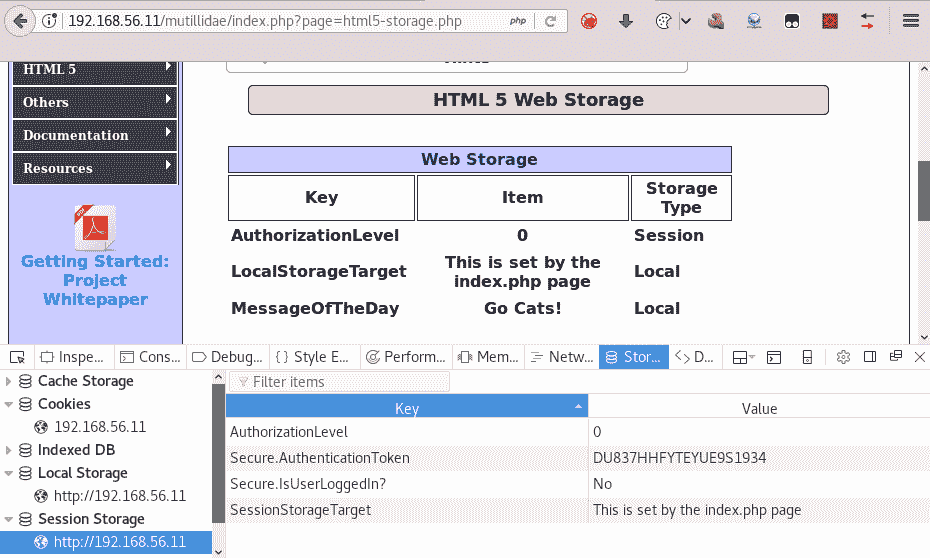 192.168.56.11/mutillidae/index.php?page=html5-storage.php php
HTML 5
Others
Documentation
Resources
PDF
Getting Started:
Project
Whitepaper
HTML 5 Web Storage
Web Storage
Key Item Storage Type
AuthorizationLevel 0 Session
LocalStorageTarget This is set by the index.php page Local
MessageOfTheDay Go Cats! Local
Inspe... Cons... Debug... { } Style E... Perform... Mem... Netw... Stor... D...
Cache Storage
Cookies
192.168.56.11
Indexed DB
Local Storage
http://192.168.56.11
Session Storage
http://192.168.56.11
Filter items
Key Value
AuthorizationLevel 0
Secure.AuthenticationToken DU837HHFYTEYUE9S1934
Secure.IsUserLoggedIn? No
SessionStorageTarget This is set by the index.php page